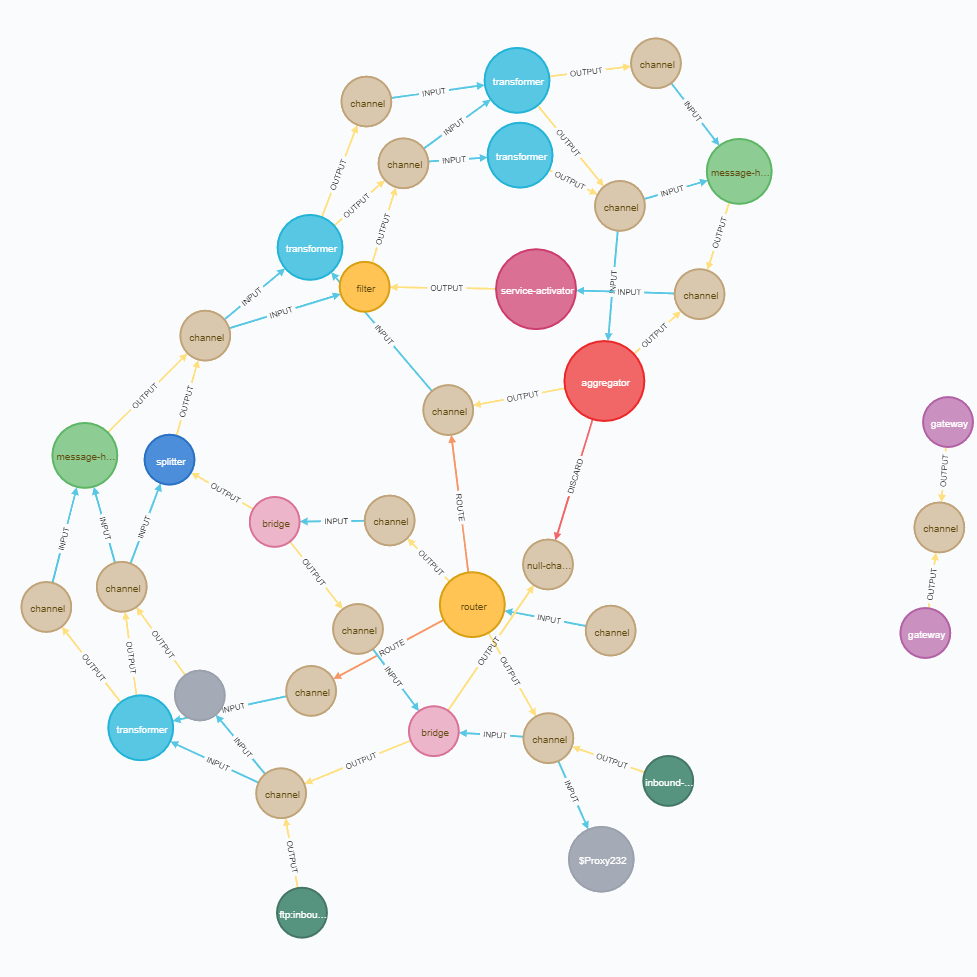 channel
OUTPUT
transformer
channel
INPUT
INPUT
INPUT
OUTPUT
transformer
channel
INPUT
OUTPUT
message-h...
OUTPUT
INPUT
OUTPUT
channel
OUTPUT
OUTPUT
transformer
INPUT
filter
OUTPUT
service-activator
INPUT
INPUT
channel
INPUT
INPUT
channel
INPUT
OUTPUT
aggregator
OUTPUT
OUTPUT
OUTPUT
channel
gateway
message-h...
splitter
OUTPUT
DISCARD
OUTPUT
OUTPUT
ROUTE
bridge
INPUT
channel
channel
INPUT
INPUT
OUTPUT
OUTPUT
null-cha...
OUTPUT
channel
channel
router
INPUT
channel
gateway
channel
OUTPUT
OUTPUT
OUTPUT
ROUTE
OUTPUT
OUTPUT
INPUT
channel
INPUT
transformer
bridge
INPUT
channel
INPUT
INPUT
OUTPUT
OUTPUT
inbound-...
channel
INPUT
OUTPUT
$Proxy232
ftp:inbou...